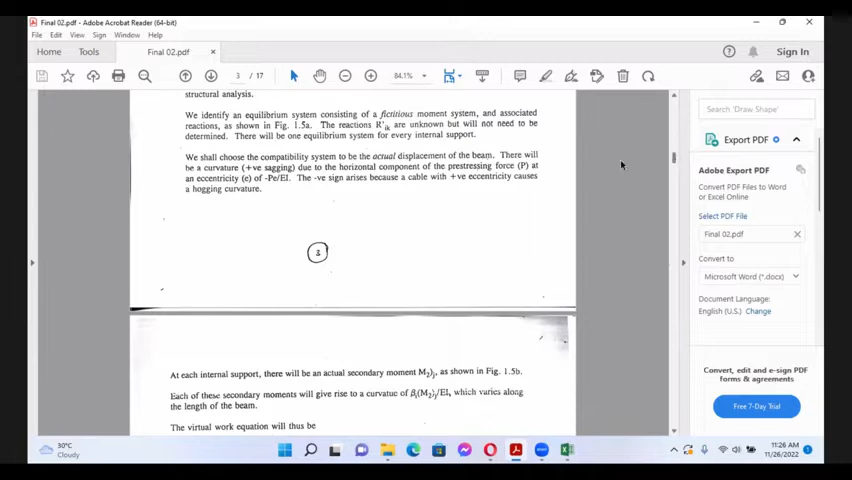 Final 02.pdf - Adobe Acrobat Reader (64-bit)
File Edit View Sign Window Help
Home Tools Final 02.pdf × Sign In
3 / 17 84.1%
structural analysis.
We identify an equilibrium system consisting of a fictitious moment system, and associated
reactions, as shown in Fig. 1.5a. The reactions R'ik are unknown but will not need to be
determined. There will be one equilibrium system for every internal support.
We shall choose the compatibility system to be the actual displacement of the beam. There will
be a curvature (+ve sagging) due to the horizontal component of the prestressing force (P) at
an eccentricity (e) of -Pe/EI. The -ve sign arises because a cable with +ve eccentricity causes
a hogging curvature.
3
At each internal support, there will be an actual secondary moment M2)j, as shown in Fig. 1.5b.
Each of these secondary moments will give rise to a curvatue of βi(M2)j/EI, which varies along
the length of the beam.
The virtual work equation will thus be
Search 'Draw Shape'
Export PDF
Adobe Export PDF
Convert PDF Files to Word
or Excel Online
Select PDF File
Final 02.pdf
Convert to
Microsoft Word (*.docx)
Document Language:
English (U.S.) Change
Convert, edit and e-sign PDF
forms & agreements
Free 7-Day Trial
30°C
Cloudy
11:26 AM
11/26/2022